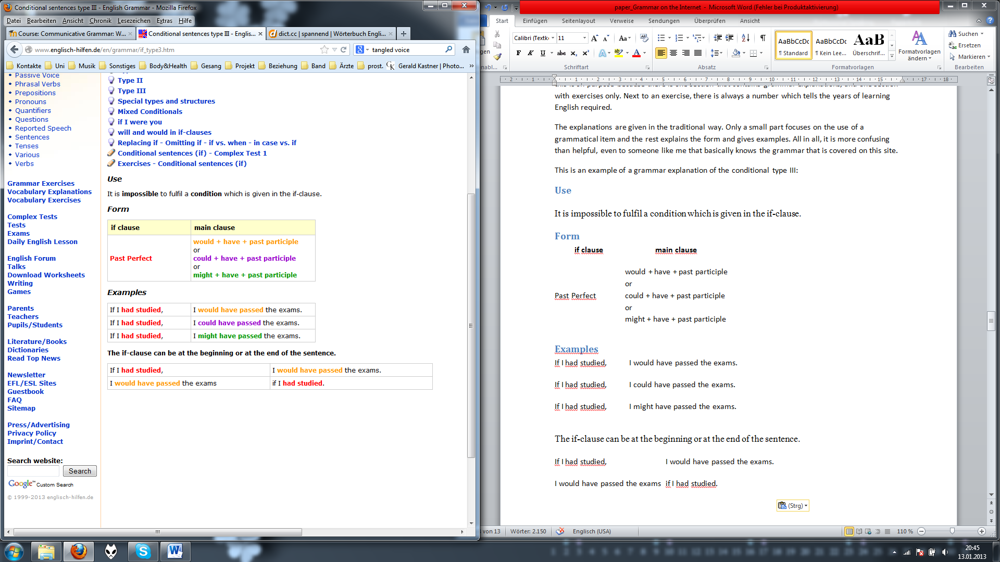 Conditional sentences type III - English Grammar - Mozilla Firefox
Datei Bearbeiten Ansicht Chronik Lesezeichen Extras Hilfe
Course: Communicative Grammar: W...
Conditional sentences type III - Englis...
dict.cc | spannend | Wörterbuch Engli...
www.englisch-hilfen.de/en/grammar/if_type3.htm
tangled voice
Kontakte Uni Musik Sonstiges Body&Health Gesang Projekt Beziehung Band Ärzte prost. Gerald Kastner | Photo... »
Passive Voice
Phrasal Verbs
Prepositions
Pronouns
Quantifiers
Questions
Reported Speech
Sentences
Tenses
Various
Verbs
Grammar Exercises
Vocabulary Explanations
Vocabulary Exercises
Complex Tests
Tests
Exams
Daily English Lesson
English Forum
Talks
Download Worksheets
Writing
Games
Parents
Teachers
Pupils/Students
Literature/Books
Dictionaries
Read Top News
Newsletter
EFL/ESL Sites
Guestbook
FAQ
Sitemap
Press/Advertising
Privacy Policy
Imprint/Contact
Search website:
Search
Google™ Custom Search
© 1999-2013 englisch-hilfen.de
Type II
Type III
Special types and structures
Mixed Conditionals
if I were you
will and would in if-clauses
Replacing if - Omitting if - if vs. when - in case vs. if
Conditional sentences (if) - Complex Test 1
Exercises - Conditional sentences (if)
Use
It is impossible to fulfil a condition which is given in the if-clause.
Form
if clause main clause
would + have + past participle
or
Past Perfect could + have + past participle
or
might + have + past participle
Examples
If I had studied, I would have passed the exams.
If I had studied, I could have passed the exams.
If I had studied, I might have passed the exams.
The if-clause can be at the beginning or at the end of the sentence.
If I had studied, I would have passed the exams.
I would have passed the exams if I had studied.
paper_Grammar on the Internet - Microsoft Word (Fehler bei Produktaktivierung)
Start Einfügen Seitenlayout Verweise Sendungen Überprüfen Ansicht
Calibri (Textk 11
F K U abc
AaBbCcDc AaBbCcDc AaB
¶ Standard ¶ Kein Lee... Überschrif...
Formatvorlagen ändern
Suchen
Ersetzen
Markieren
Schriftart Absatz Formatvorlagen Bearbeiten
with exercises only. Next to an exercise, there is always a number which tells the years of learning
English required.
The explanations are given in the traditional way. Only a small part focuses on the use of a
grammatical item and the rest explains the form and gives examples. All in all, it is more confusing
than helpful, even to someone like me that basically knows the grammar that is covered on this site.
This is an example of a grammar explanation of the conditional type III:
Use
It is impossible to fulfil a condition which is given in the if-clause.
Form
if clause main clause
would + have + past participle
or
Past Perfect could + have + past participle
or
might + have + past participle
Examples
If I had studied, I would have passed the exams.
If I had studied, I could have passed the exams.
If I had studied, I might have passed the exams.
The if-clause can be at the beginning or at the end of the sentence.
If I had studied, I would have passed the exams.
I would have passed the exams if I had studied.
(Strg)
von 13 Wörter: 2.150 Englisch (USA) 110 %
20:45
13.01.2013